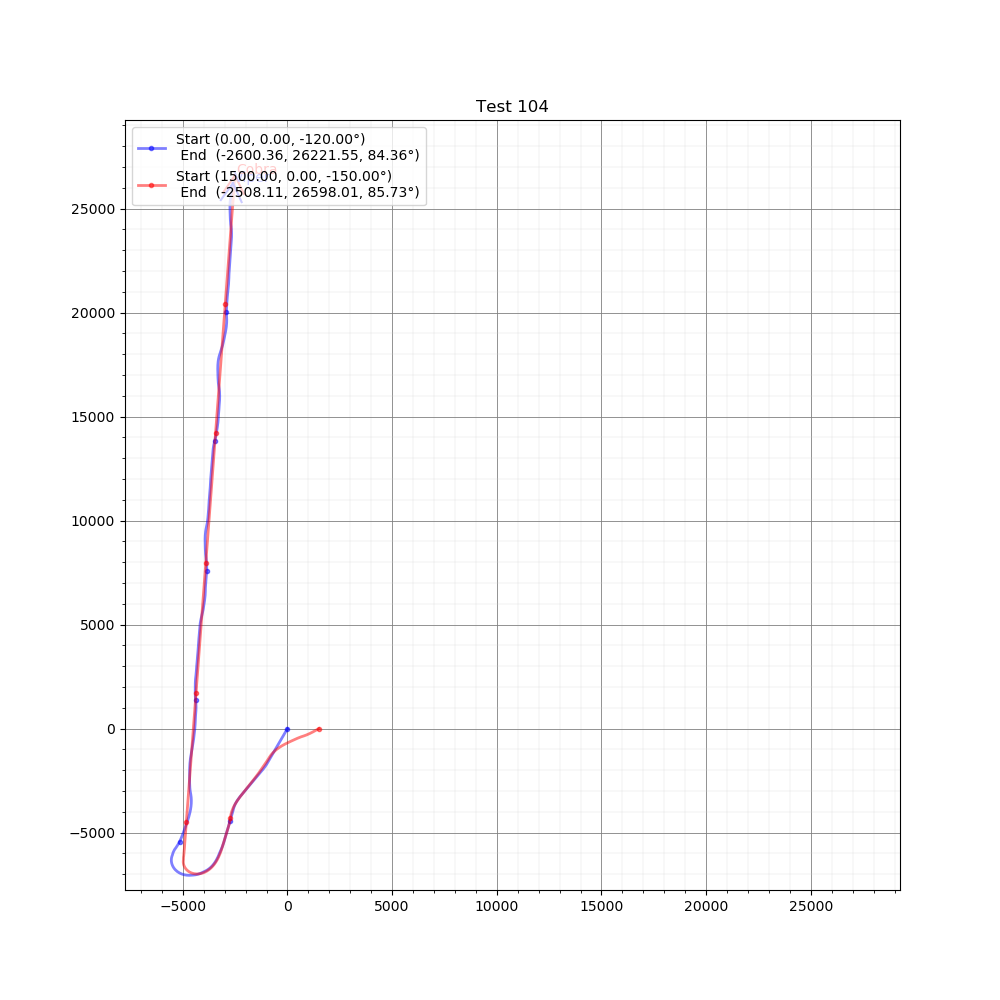 Test 104
Start (0.00, 0.00, -120.00°)
End (-2600.36, 26221.55, 84.36°)
Start (1500.00, 0.00, -150.00°)
End (-2508.11, 26598.01, 85.73°)
Cobra
25000
20000
15000
10000
5000
0
−5000
−5000 0 5000 10000 15000 20000 25000